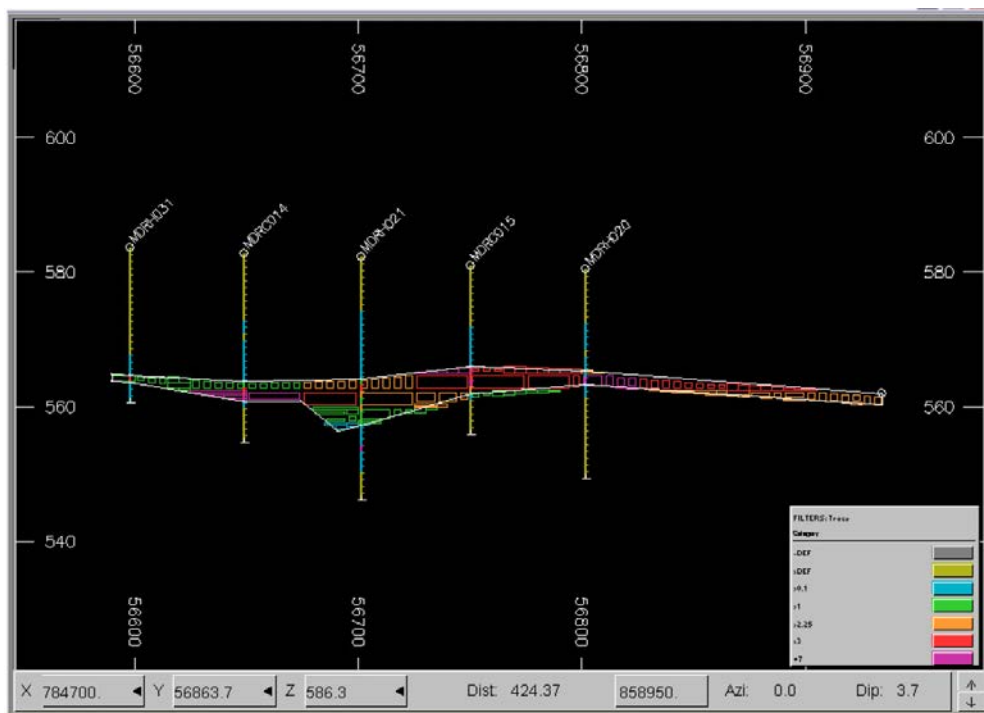 56600 56700 56800 56900
600 600
MDRH031 MDRC014 MDRH021 MDRC015 MDRH020
580 580
560 560
540
56600 56700 56800
FILTERS: Trace
Category
>0.1
>1
>2.25
>3
>7
X 784700. Y 56863.7 Z 586.3 Dist: 424.37 858950. Azi: 0.0 Dip: 3.7